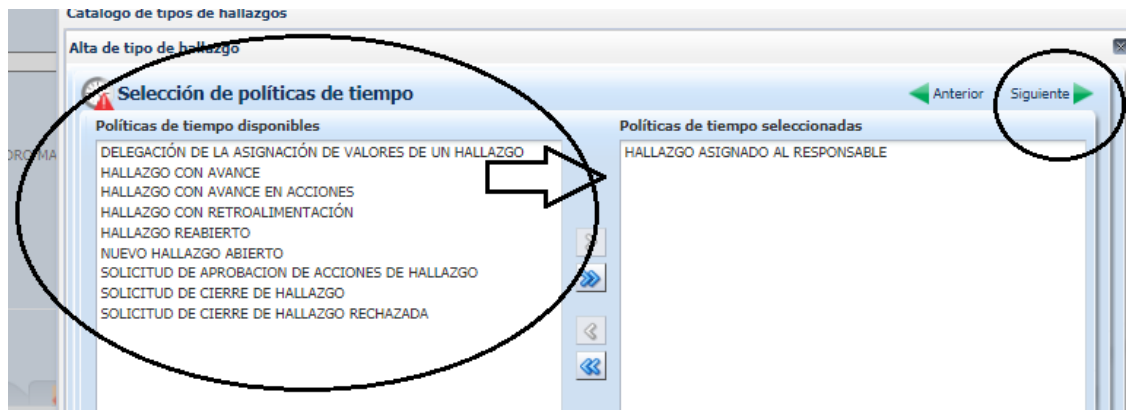 Catálogo de tipos de hallazgos
Alta de tipo de hallazgo
Selección de políticas de tiempo
Anterior
Siguiente
Políticas de tiempo disponibles
DELEGACIÓN DE LA ASIGNACIÓN DE VALORES DE UN HALLAZGO
HALLAZGO CON AVANCE
HALLAZGO CON AVANCE EN ACCIONES
HALLAZGO CON RETROALIMENTACIÓN
HALLAZGO REABIERTO
NUEVO HALLAZGO ABIERTO
SOLICITUD DE APROBACION DE ACCIONES DE HALLAZGO
SOLICITUD DE CIERRE DE HALLAZGO
SOLICITUD DE CIERRE DE HALLAZGO RECHAZADA
Políticas de tiempo seleccionadas
HALLAZGO ASIGNADO AL RESPONSABLE